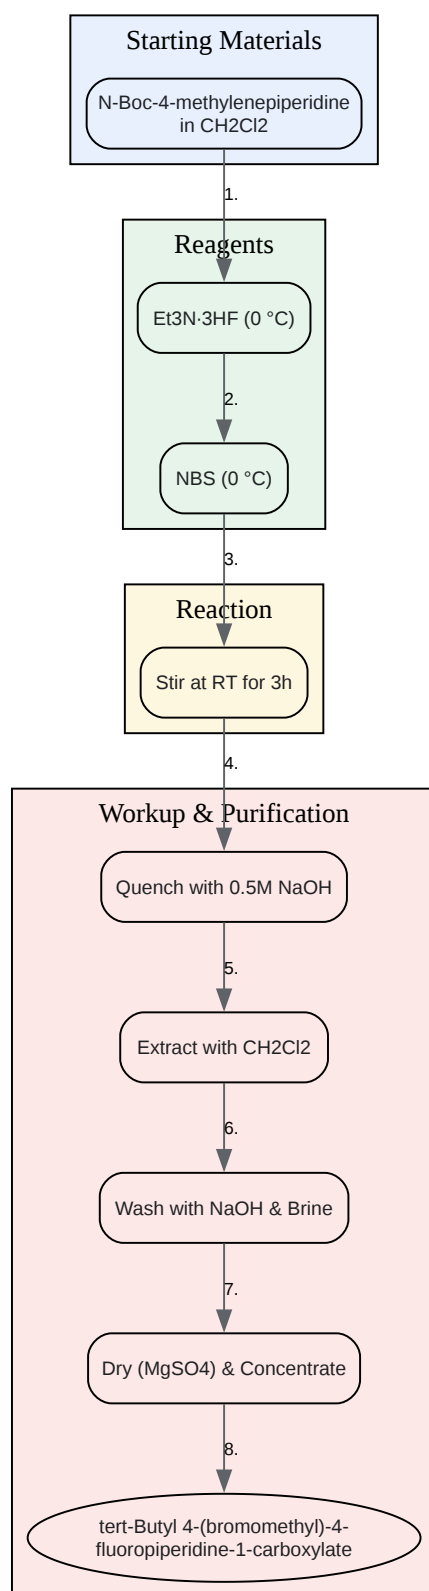 Starting Materials
N-Boc-4-methylenepiperidine
in CH2Cl2
1.
Reagents
Et3N·3HF (0 °C)
2.
NBS (0 °C)
3.
Reaction
Stir at RT for 3h
4.
Workup & Purification
Quench with 0.5M NaOH
5.
Extract with CH2Cl2
6.
Wash with NaOH & Brine
7.
Dry (MgSO4) & Concentrate
8.
tert-Butyl 4-(bromomethyl)-4-
fluoropiperidine-1-carboxylate